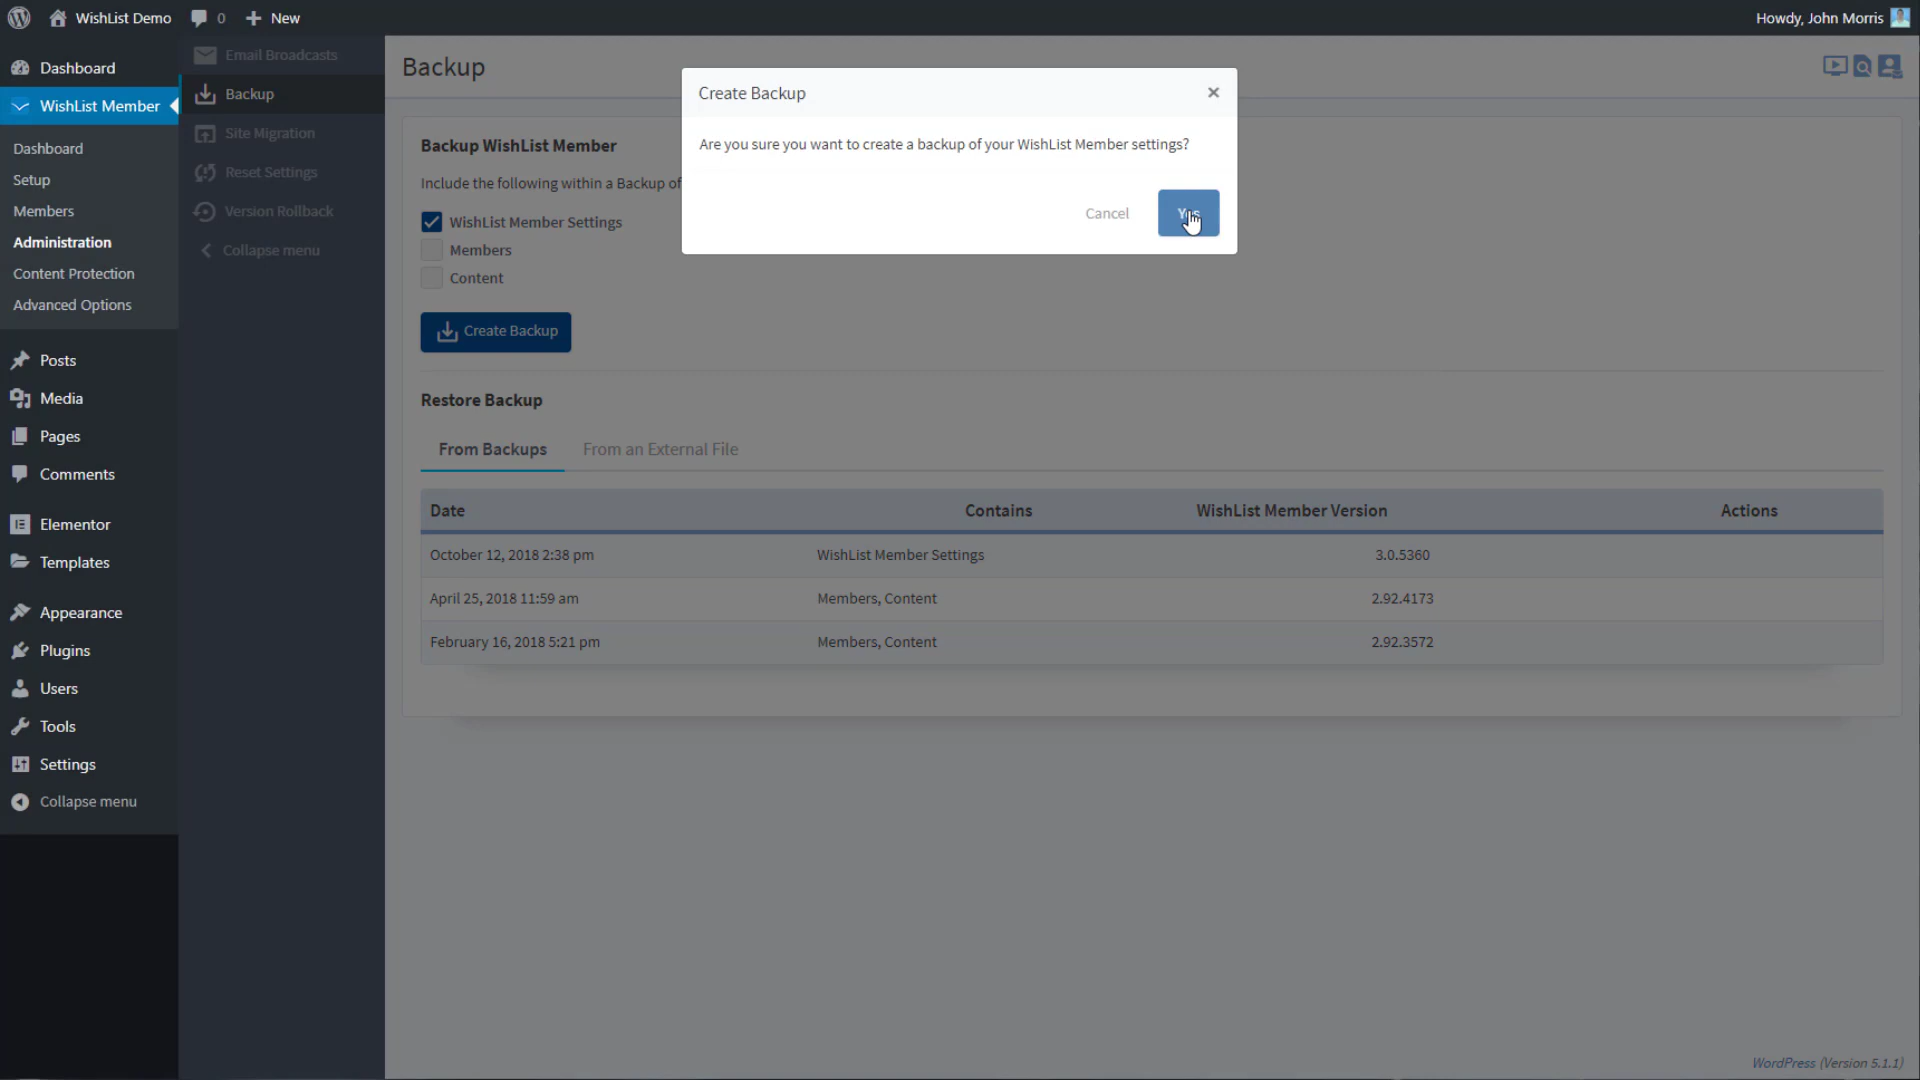 WishList Demo 0 New Howdy, John Morris
Dashboard
WishList Member
Dashboard
Setup
Members
Administration
Content Protection
Advanced Options
Posts
Media
Pages
Comments
Elementor
Templates
Appearance
Plugins
Users
Tools
Settings
Collapse menu
Email Broadcasts
Backup
Site Migration
Reset Settings
Version Rollback
Collapse menu
Backup
Create Backup ×
Are you sure you want to create a backup of your WishList Member settings?
Cancel Yes
Backup WishList Member
Include the following within a Backup of
WishList Member Settings
Members
Content
Create Backup
Restore Backup
From Backups From an External File
Date Contains WishList Member Version Actions
October 12, 2018 2:38 pm WishList Member Settings 3.0.5360
April 25, 2018 11:59 am Members, Content 2.92.4173
February 16, 2018 5:21 pm Members, Content 2.92.3572
WordPress (Version 5.1.1)